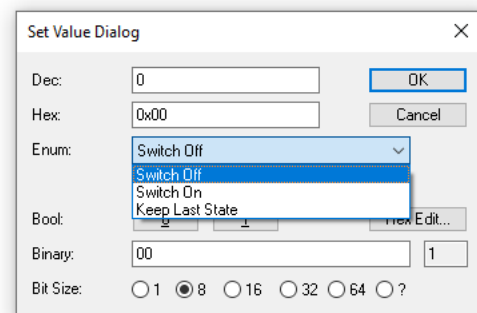 Set Value Dialog
Dec: 0 OK
Hex: 0x00 Cancel
Enum: Switch Off
Switch Off
Switch On
Keep Last State
Bool: Hex Edit...
Binary: 00 1
Bit Size: 1 8 16 32 64 ?